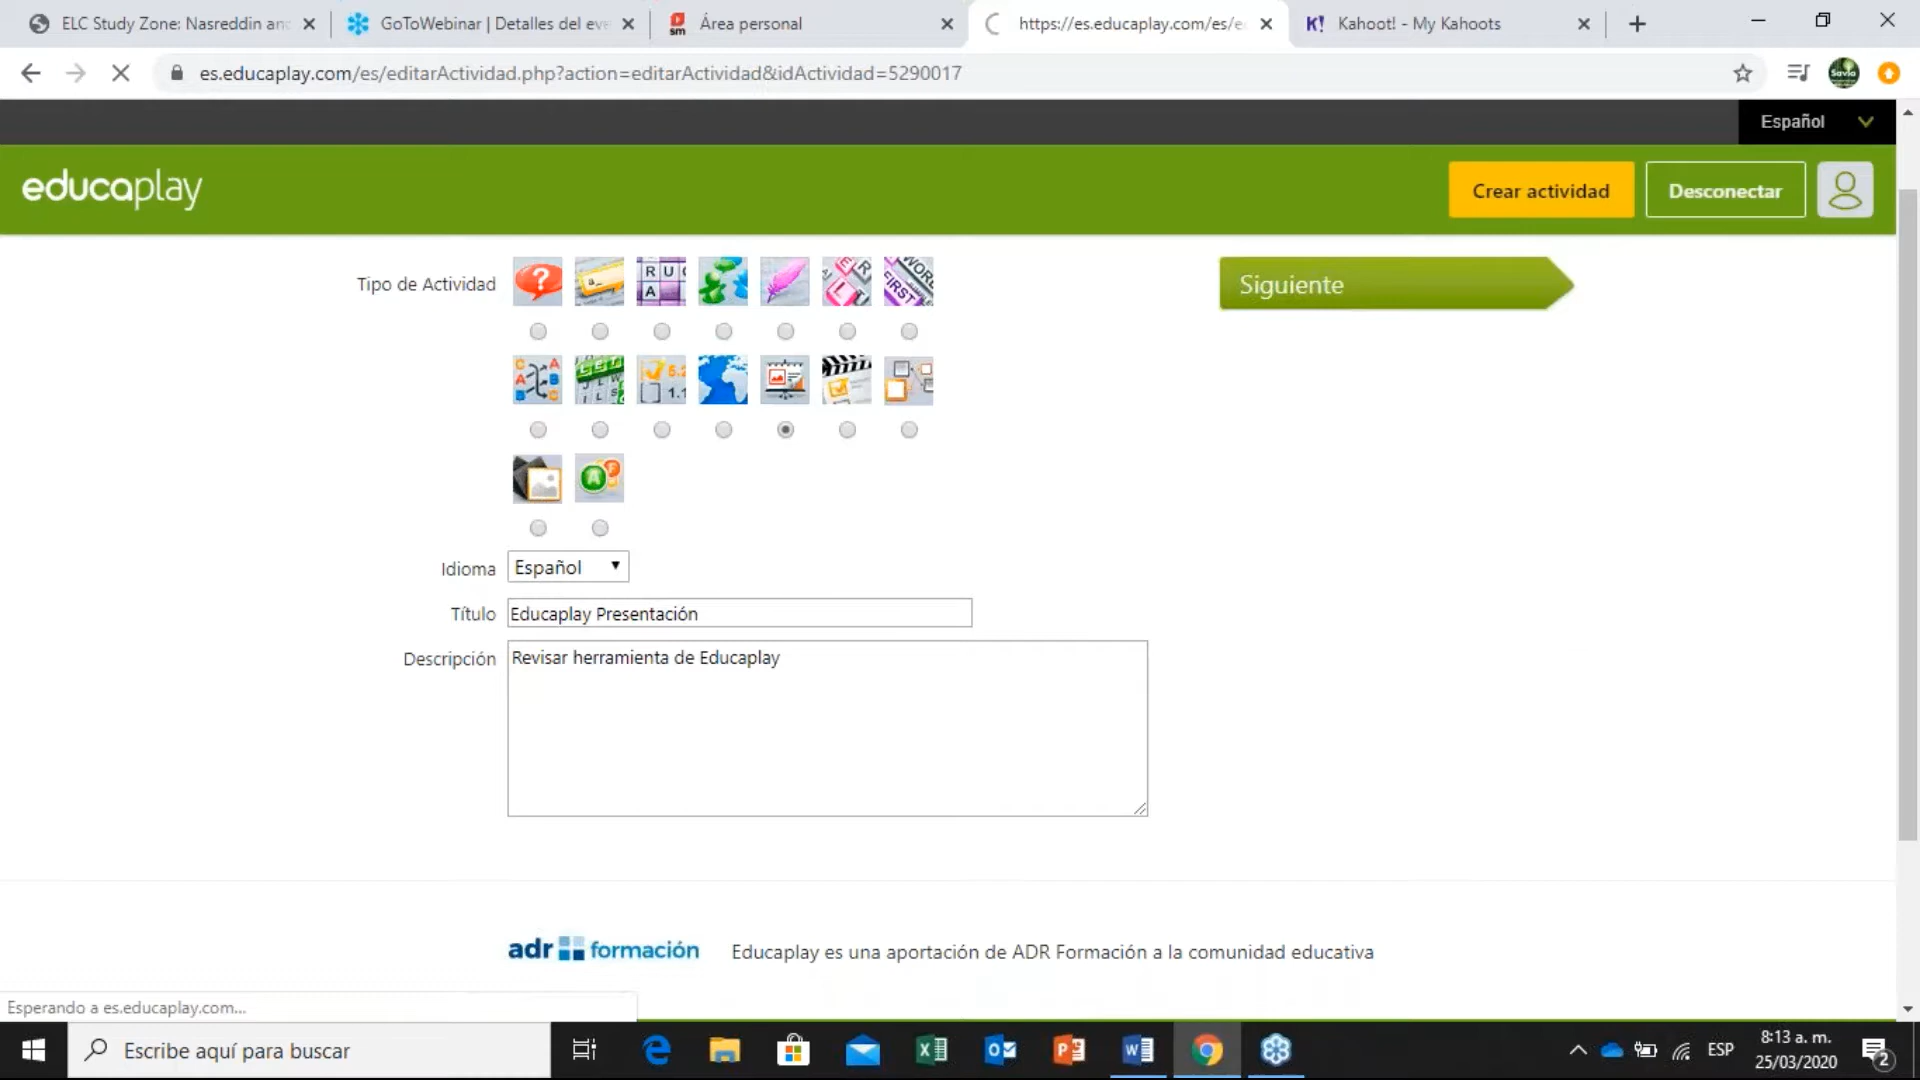 ELC Study Zone: Nasreddin an
GoToWebinar | Detalles del eve
Área personal
https://es.educaplay.com/es/e
K! Kahoot! - My Kahoots
es.educaplay.com/es/editarActividad.php?action=editarActividad&idActividad=5290017
Español
educaplay
Crear actividad
Desconectar
Tipo de Actividad
Siguiente
Idioma
Español
Título
Educaplay Presentación
Descripción
Revisar herramienta de Educaplay
adr formación
Educaplay es una aportación de ADR Formación a la comunidad educativa
Esperando a es.educaplay.com...
Escribe aquí para buscar
ESP
8:13 a. m.
25/03/2020
2